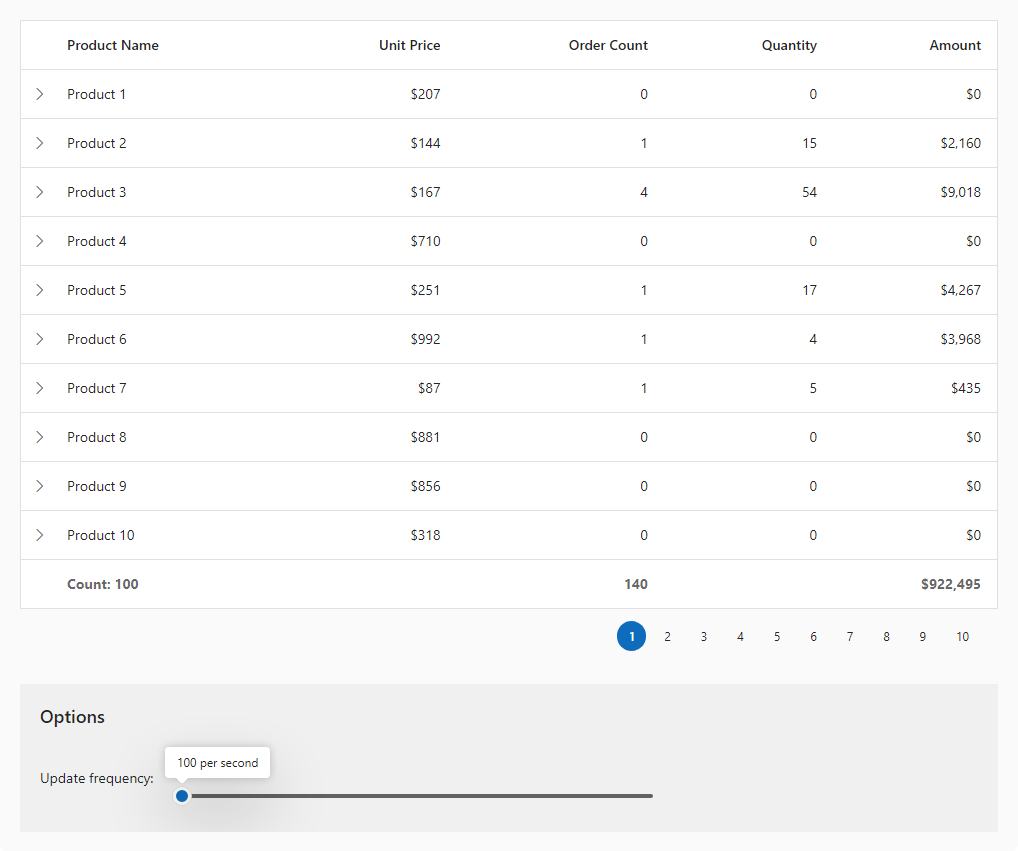 Product Name Unit Price Order Count Quantity Amount
Product 1 $207 0 0 $0
Product 2 $144 1 15 $2,160
Product 3 $167 4 54 $9,018
Product 4 $710 0 0 $0
Product 5 $251 1 17 $4,267
Product 6 $992 1 4 $3,968
Product 7 $87 1 5 $435
Product 8 $881 0 0 $0
Product 9 $856 0 0 $0
Product 10 $318 0 0 $0
Count: 100 140 $922,495
1 2 3 4 5 6 7 8 9 10
Options
100 per second
Update frequency: